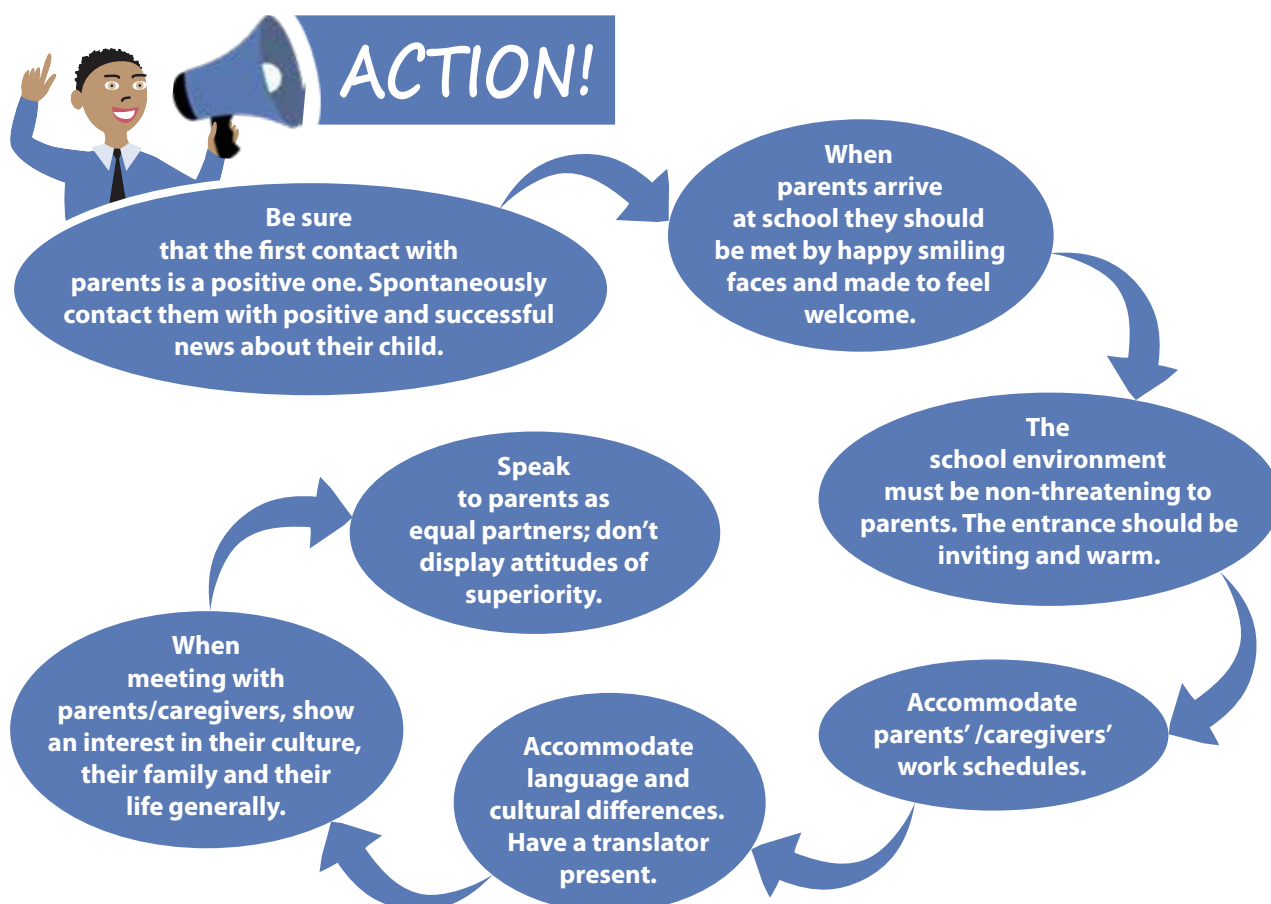 ACTION!
Be sure
that the first contact with
parents is a positive one. Spontaneously
contact them with positive and successful
news about their child.
When
parents arrive
at school they should
be met by happy smiling
faces and made to feel
welcome.
The
school environment
must be non-threatening to
parents. The entrance should be
inviting and warm.
Accommodate
parents’ /caregivers’
work schedules.
Accommodate
language and
cultural differences.
Have a translator
present.
When
meeting with
parents/caregivers, show
an interest in their culture,
their family and their
life generally.
Speak
to parents as
equal partners; don’t
display attitudes of
superiority.